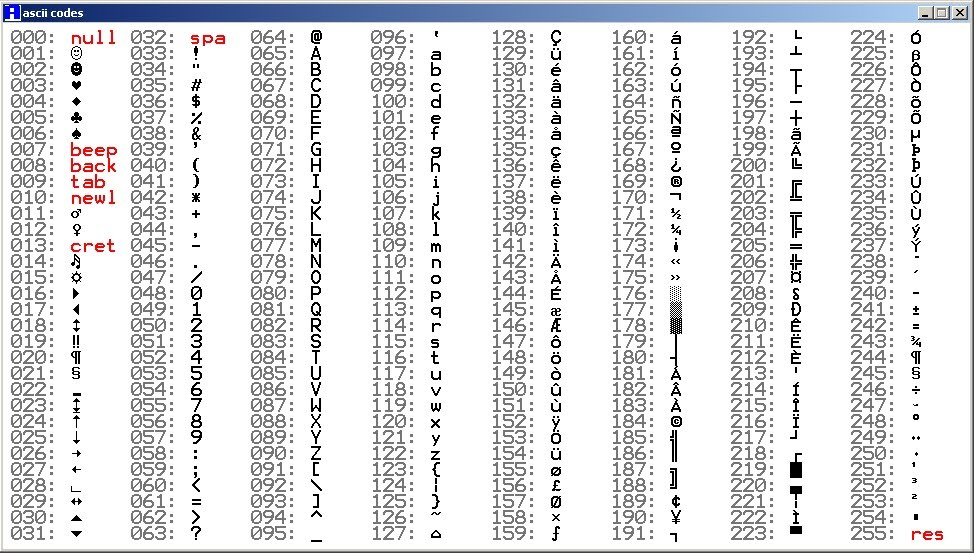 ascii codes
000: null 032: spa 064: @ 096: ' 128: Ç 160: á 192: └ 224: Ó
001: ☺ 033: ! 065: A 097: a 129: ü 161: í 193: ┴ 225: ß
002: ☻ 034: " 066: B 098: b 130: é 162: ó 194: ┬ 226: Ô
003: ♥ 035: # 067: C 099: c 131: â 163: ú 195: ├ 227: Ò
004: ♦ 036: $ 068: D 100: d 132: ä 164: ñ 196: ─ 228: õ
005: ♣ 037: % 069: E 101: e 133: à 165: Ñ 197: ┼ 229: Õ
006: ♠ 038: & 070: F 102: f 134: å 166: ª 198: ã 230: µ
007: beep 039: ' 071: G 103: g 135: ç 167: º 199: Ã 231: þ
008: back 040: ( 072: H 104: h 136: ê 168: ¿ 200: ╚ 232: Þ
009: tab 041: ) 073: I 105: i 137: ë 169: ® 201: ╔ 233: Ú
010: newl 042: * 074: J 106: j 138: è 170: ¬ 202: ╩ 234: Û
011: ♂ 043: + 075: K 107: k 139: ï 171: ½ 203: ╦ 235: Ù
012: ♀ 044: , 076: L 108: l 140: î 172: ¼ 204: ╠ 236: ý
013: cret 045: - 077: M 109: m 141: ì 173: ¡ 205: ═ 237: Ý
014: ♫ 046: . 078: N 110: n 142: Ä 174: « 206: ╬ 238: ¯
015: ☼ 047: / 079: O 111: o 143: Å 175: » 207: ¤ 239: ´
016: ► 048: 0 080: P 112: p 144: É 176: ░ 208: ð 240: -
017: ◄ 049: 1 081: Q 113: q 145: æ 177: ▒ 209: Ð 241: ±
018: ↕ 050: 2 082: R 114: r 146: Æ 178: ▓ 210: Ê 242: =
019: ‼ 051: 3 083: S 115: s 147: ô 179: │ 211: Ë 243: ¾
020: ¶ 052: 4 084: T 116: t 148: ö 180: ┤ 212: È 244: ¶
021: § 053: 5 085: U 117: u 149: ò 181: Á 213: ' 245: §
022: ▬ 054: 6 086: V 118: v 150: û 182: Â 214: Í 246: ÷
023: ↨ 055: 7 087: W 119: w 151: ù 183: À 215: Î 247: ¸
024: ↑ 056: 8 088: X 120: x 152: ÿ 184: © 216: Ï 248: °
025: ↓ 057: 9 089: Y 121: y 153: Ö 185: ╣ 217: ┘ 249: ¨
026: → 058: : 090: Z 122: z 154: ü 186: ║ 218: ┌ 250: ·
027: ← 059: ; 091: [ 123: { 155: ø 187: ╗ 219: █ 251: ¹
028: ∟ 060: < 092: \ 124: ¦ 156: £ 188: ╝ 220: ▄ 252: ³
029: ↔ 061: = 093: ] 125: } 157: Ø 189: ¢ 221: ¦ 253: ²
030: ▲ 062: > 094: ^ 126: ~ 158: × 190: ¥ 222: Ì 254: ■
031: ▼ 063: ? 095: _ 127: ⌂ 159: ƒ 191: ┐ 223: ▀ 255: res